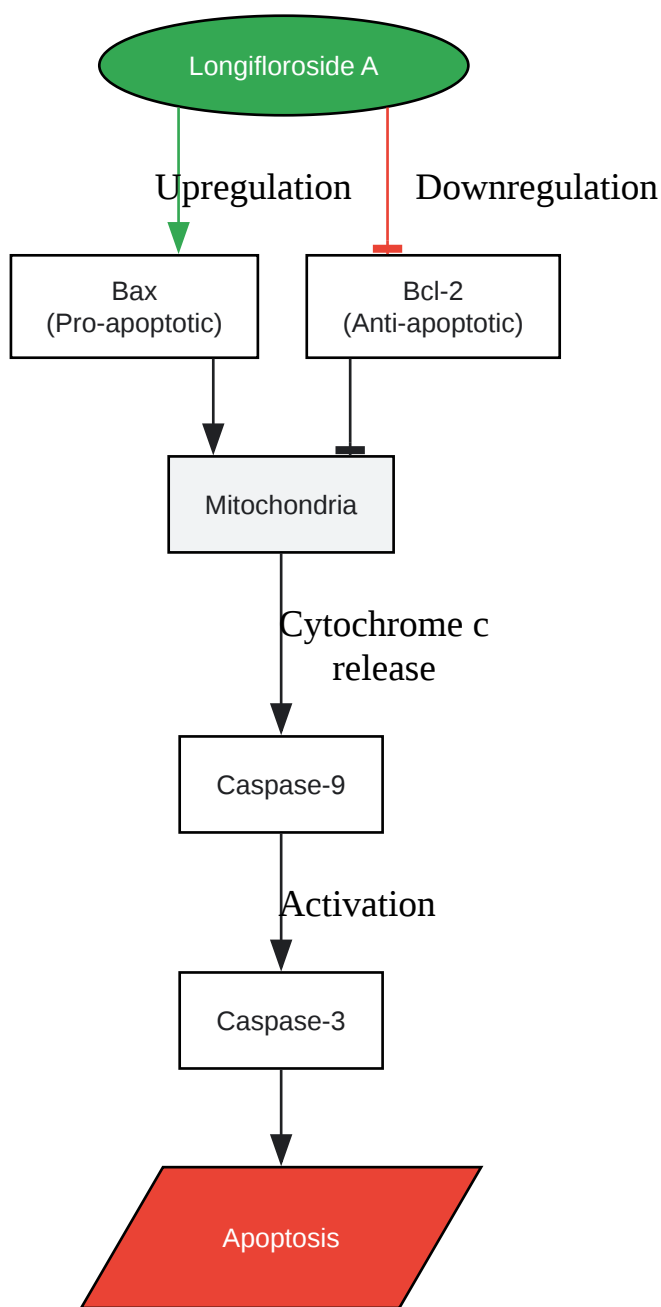 Longifloroside A
Upregulation
Downregulation
Bax
(Pro-apoptotic)
Bcl-2
(Anti-apoptotic)
Mitochondria
Cytochrome c
release
Caspase-9
Activation
Caspase-3
Apoptosis